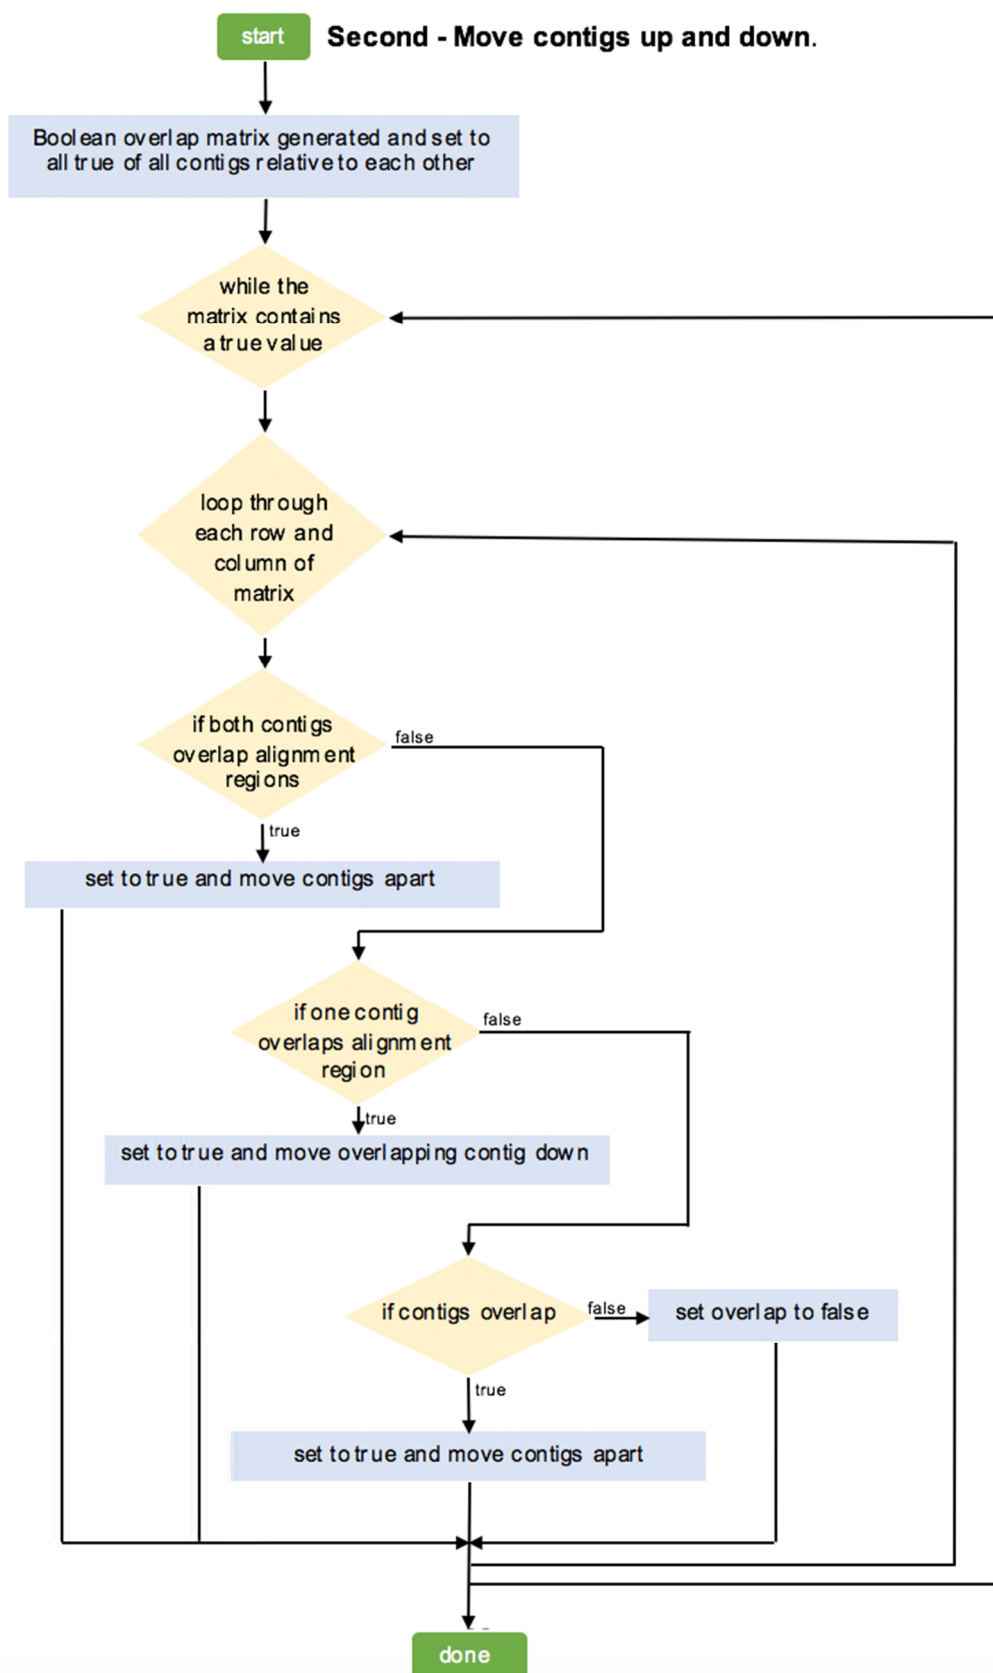 start
Second - Move contigs up and down.
Boolean overlap matrix generated and set to
all true of all contigs relative to each other
while the
matrix contains
a true value
loop through
each row and
column of
matrix
if both contigs
overlap alignment
regions
false
true
set to true and move contigs apart
if one contig
overlaps alignment
region
false
true
set to true and move overlapping contig down
if contigs overlap
false
set overlap to false
true
set to true and move contigs apart
done